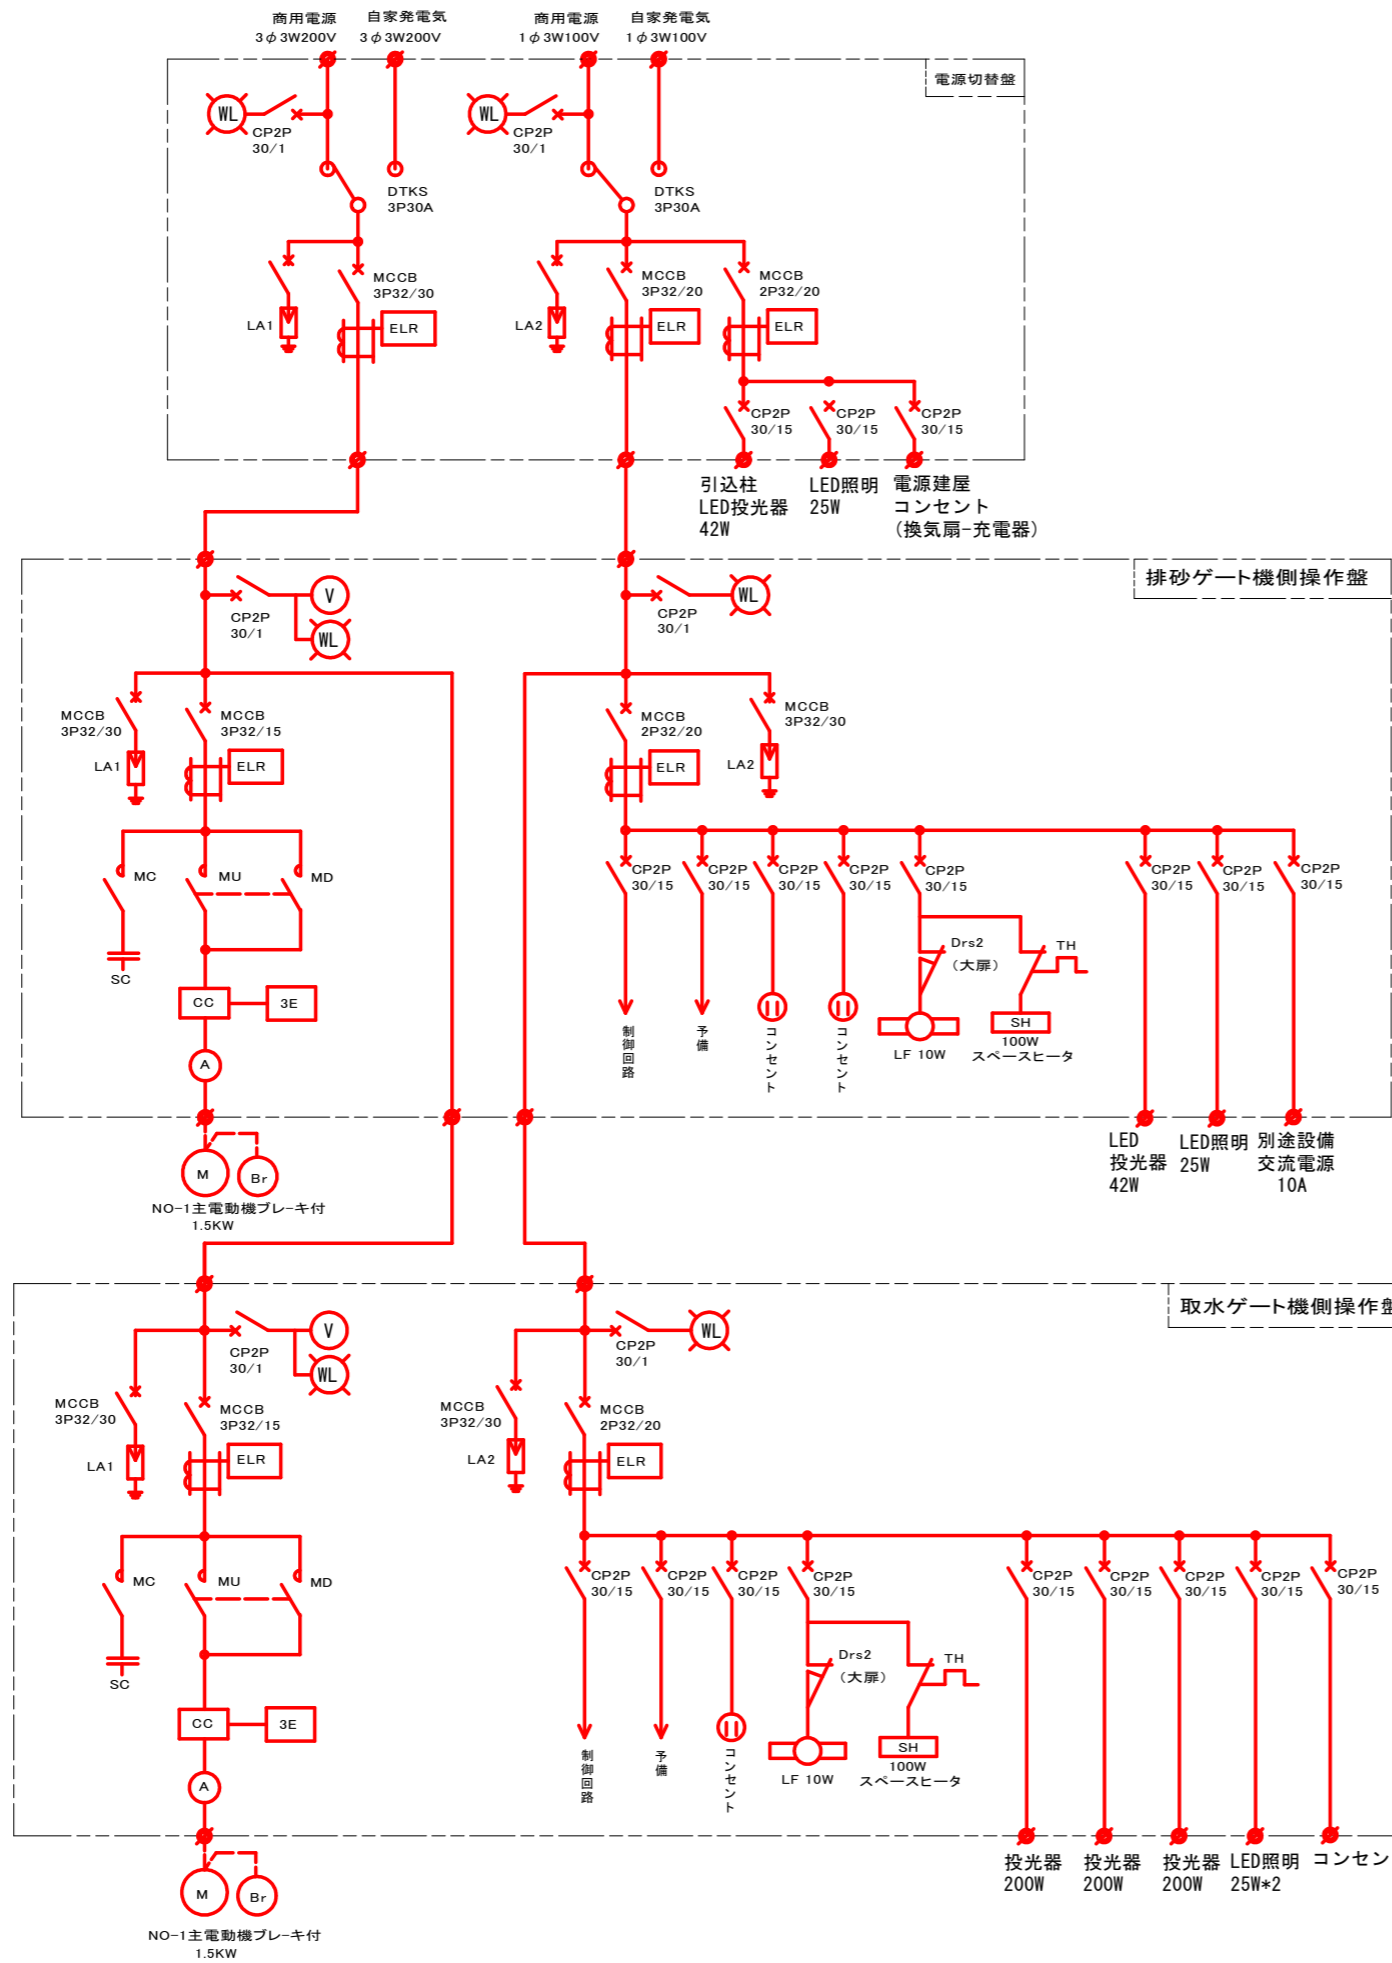 商用電源
3φ3W200V
自家発電気
3φ3W200V
商用電源
1φ3W100V
自家発電気
1φ3W100V
電源切替盤
WL
CP2P
30/1
WL
CP2P
30/1
DTKS
3P30A
DTKS
3P30A
MCCB
3P32/30
LA1
ELR
MCCB
3P32/20
LA2
ELR
MCCB
2P32/20
ELR
CP2P
30/15
CP2P
30/15
CP2P
30/15
引込柱
LED投光器
42W
LED照明
25W
電源建屋
コンセント
(換気扇-充電器)
排砂ゲート機側操作盤
CP2P
30/1
V
WL
CP2P
30/1
WL
MCCB
3P32/30
LA1
MCCB
3P32/15
ELR
MCCB
2P32/20
ELR
MCCB
3P32/30
LA2
MC
MU
MD
SC
CC
3E
A
CP2P
30/15
CP2P
30/15
CP2P
30/15
CP2P
30/15
CP2P
30/15
CP2P
30/15
CP2P
30/15
CP2P
30/15
Drs2
(大扉)
TH
制御回路
予備
コンセント
コンセント
LF 10W
SH
100W
スペースヒータ
M
Br
NO-1主電動機ブレーキ付
1.5KW
LED
投光器
42W
LED照明
25W
別途設備
交流電源
10A
取水ゲート機側操作盤
CP2P
30/1
V
WL
CP2P
30/1
WL
MCCB
3P32/30
LA1
MCCB
3P32/15
ELR
MCCB
3P32/30
LA2
MCCB
2P32/20
ELR
MC
MU
MD
SC
CC
3E
A
CP2P
30/15
CP2P
30/15
CP2P
30/15
CP2P
30/15
CP2P
30/15
CP2P
30/15
CP2P
30/15
CP2P
30/15
CP2P
30/15
Drs2
(大扉)
TH
制御回路
予備
コンセント
LF 10W
SH
100W
スペースヒータ
M
Br
NO-1主電動機ブレーキ付
1.5KW
投光器
200W
投光器
200W
投光器
200W
LED照明
25W*2
コンセン